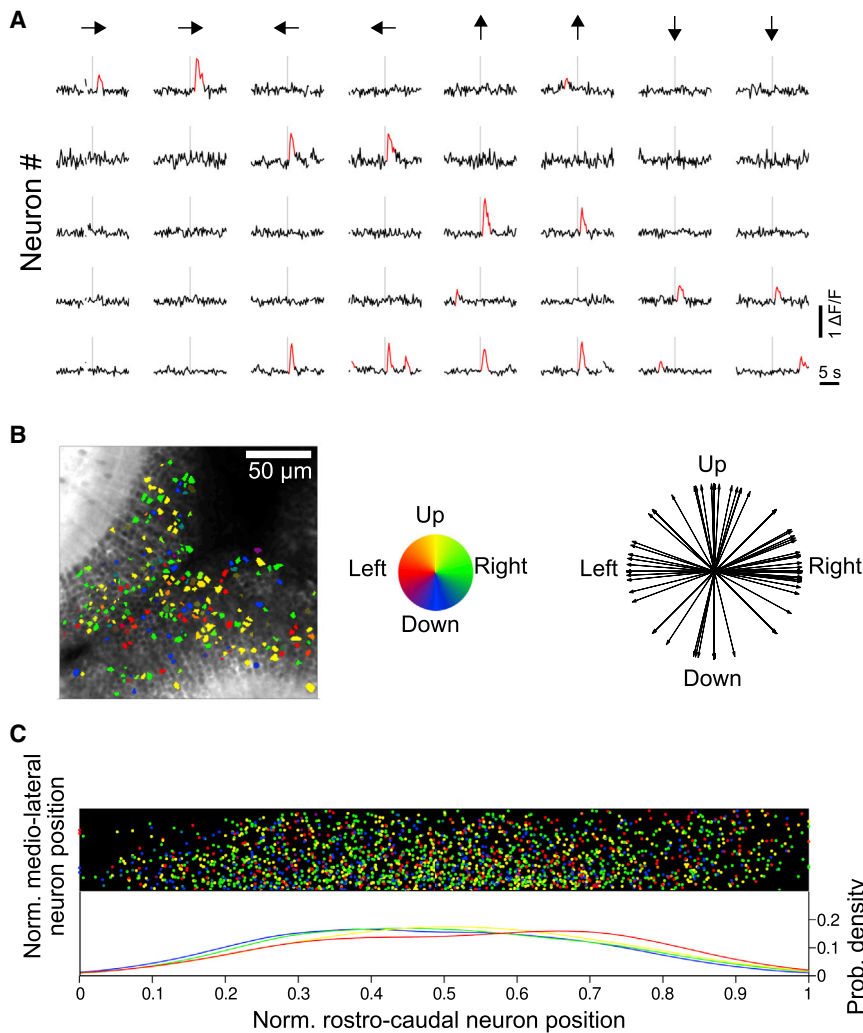 A
Neuron #
1 ΔF/F
5 s
B
50 µm
Up
Left
Right
Down
Up
Left
Right
Down
C
Norm. medio-lateral
neuron position
0.2
0.1
0
Prob. density
0 0.1 0.2 0.3 0.4 0.5 0.6 0.7 0.8 0.9 1
Norm. rostro-caudal neuron position